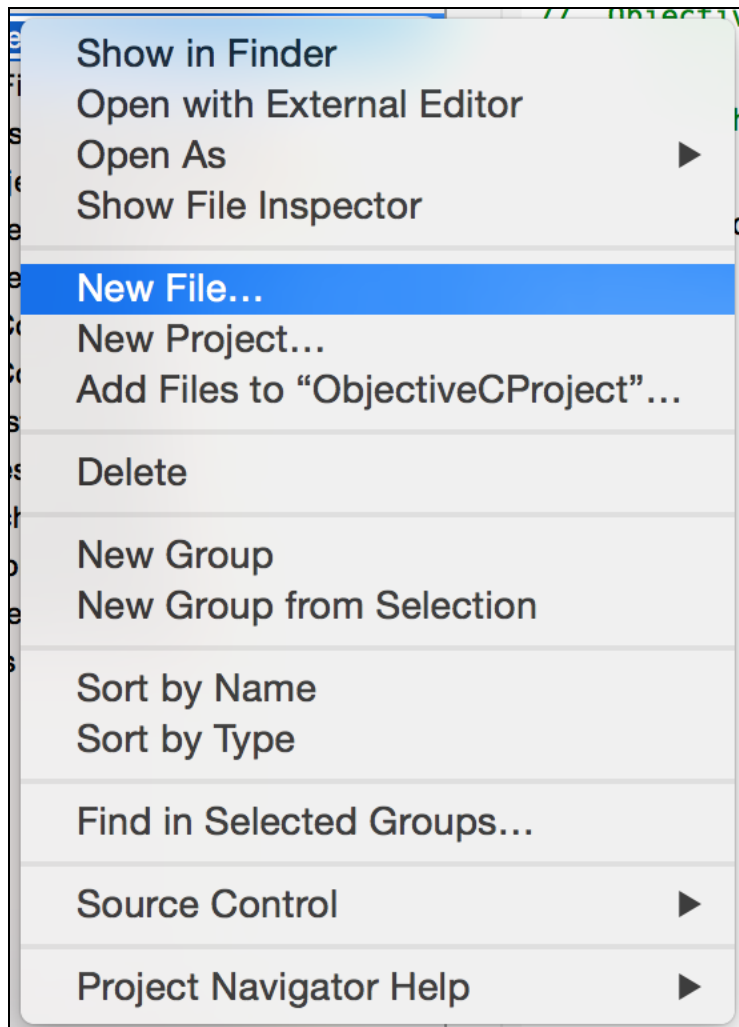 Show in Finder
Open with External Editor
Open As
Show File Inspector
New File…
New Project…
Add Files to “ObjectiveCProject”…
Delete
New Group
New Group from Selection
Sort by Name
Sort by Type
Find in Selected Groups…
Source Control
Project Navigator Help